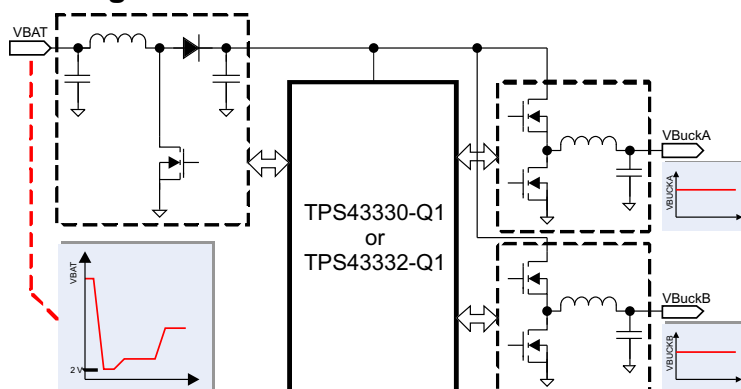 VBAT
VBuckA
VBUCKA
TPS43330-Q1
or
TPS43332-Q1
VBAT
2 V
VBuckB
VBUCKB